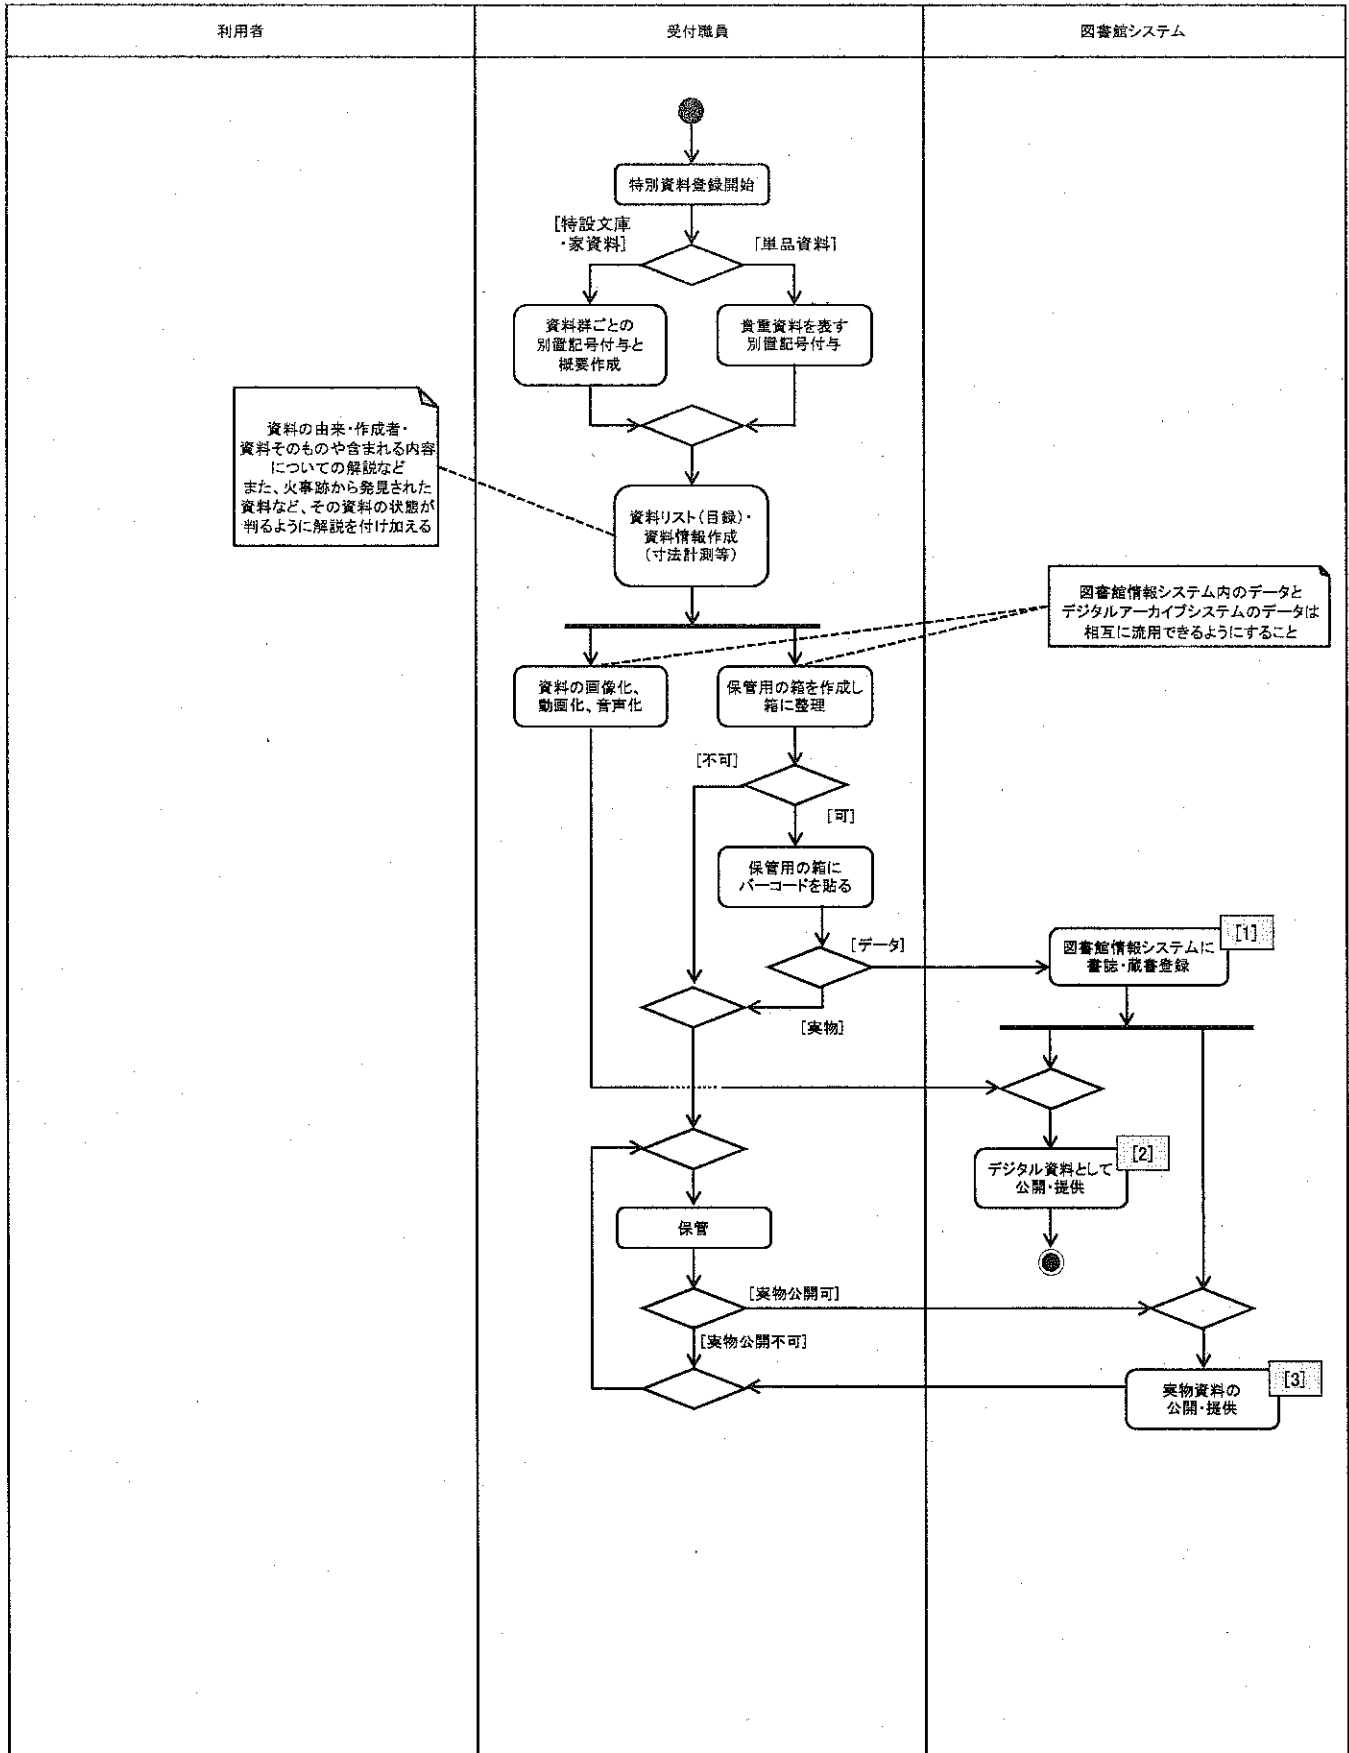 利用者
受付職員
図書館システム
特別資料登録開始
[特設文庫
・家資料]
[単品資料]
資料群ごとの
別置記号付与と
概要作成
貴重資料を表す
別置記号付与
資料の由来・作成者・
資料そのものや含まれる内容
についての解説など
また、火事跡から発見された
資料など、その資料の状態が
判るように解説を付け加える
資料リスト(目録)・
資料情報作成
(寸法計測等)
図書館情報システム内のデータと
デジタルアーカイブシステムのデータは
相互に流用できるようにすること
資料の画像化、
動画化、音声化
保管用の箱を作成し
箱に整理
[不可]
[可]
保管用の箱に
バーコードを貼る
[データ]
[1]
図書館情報システムに
書誌・蔵書登録
[実物]
[2]
デジタル資料として
公開・提供
保管
[実物公開可]
[実物公開不可]
[3]
実物資料の
公開・提供